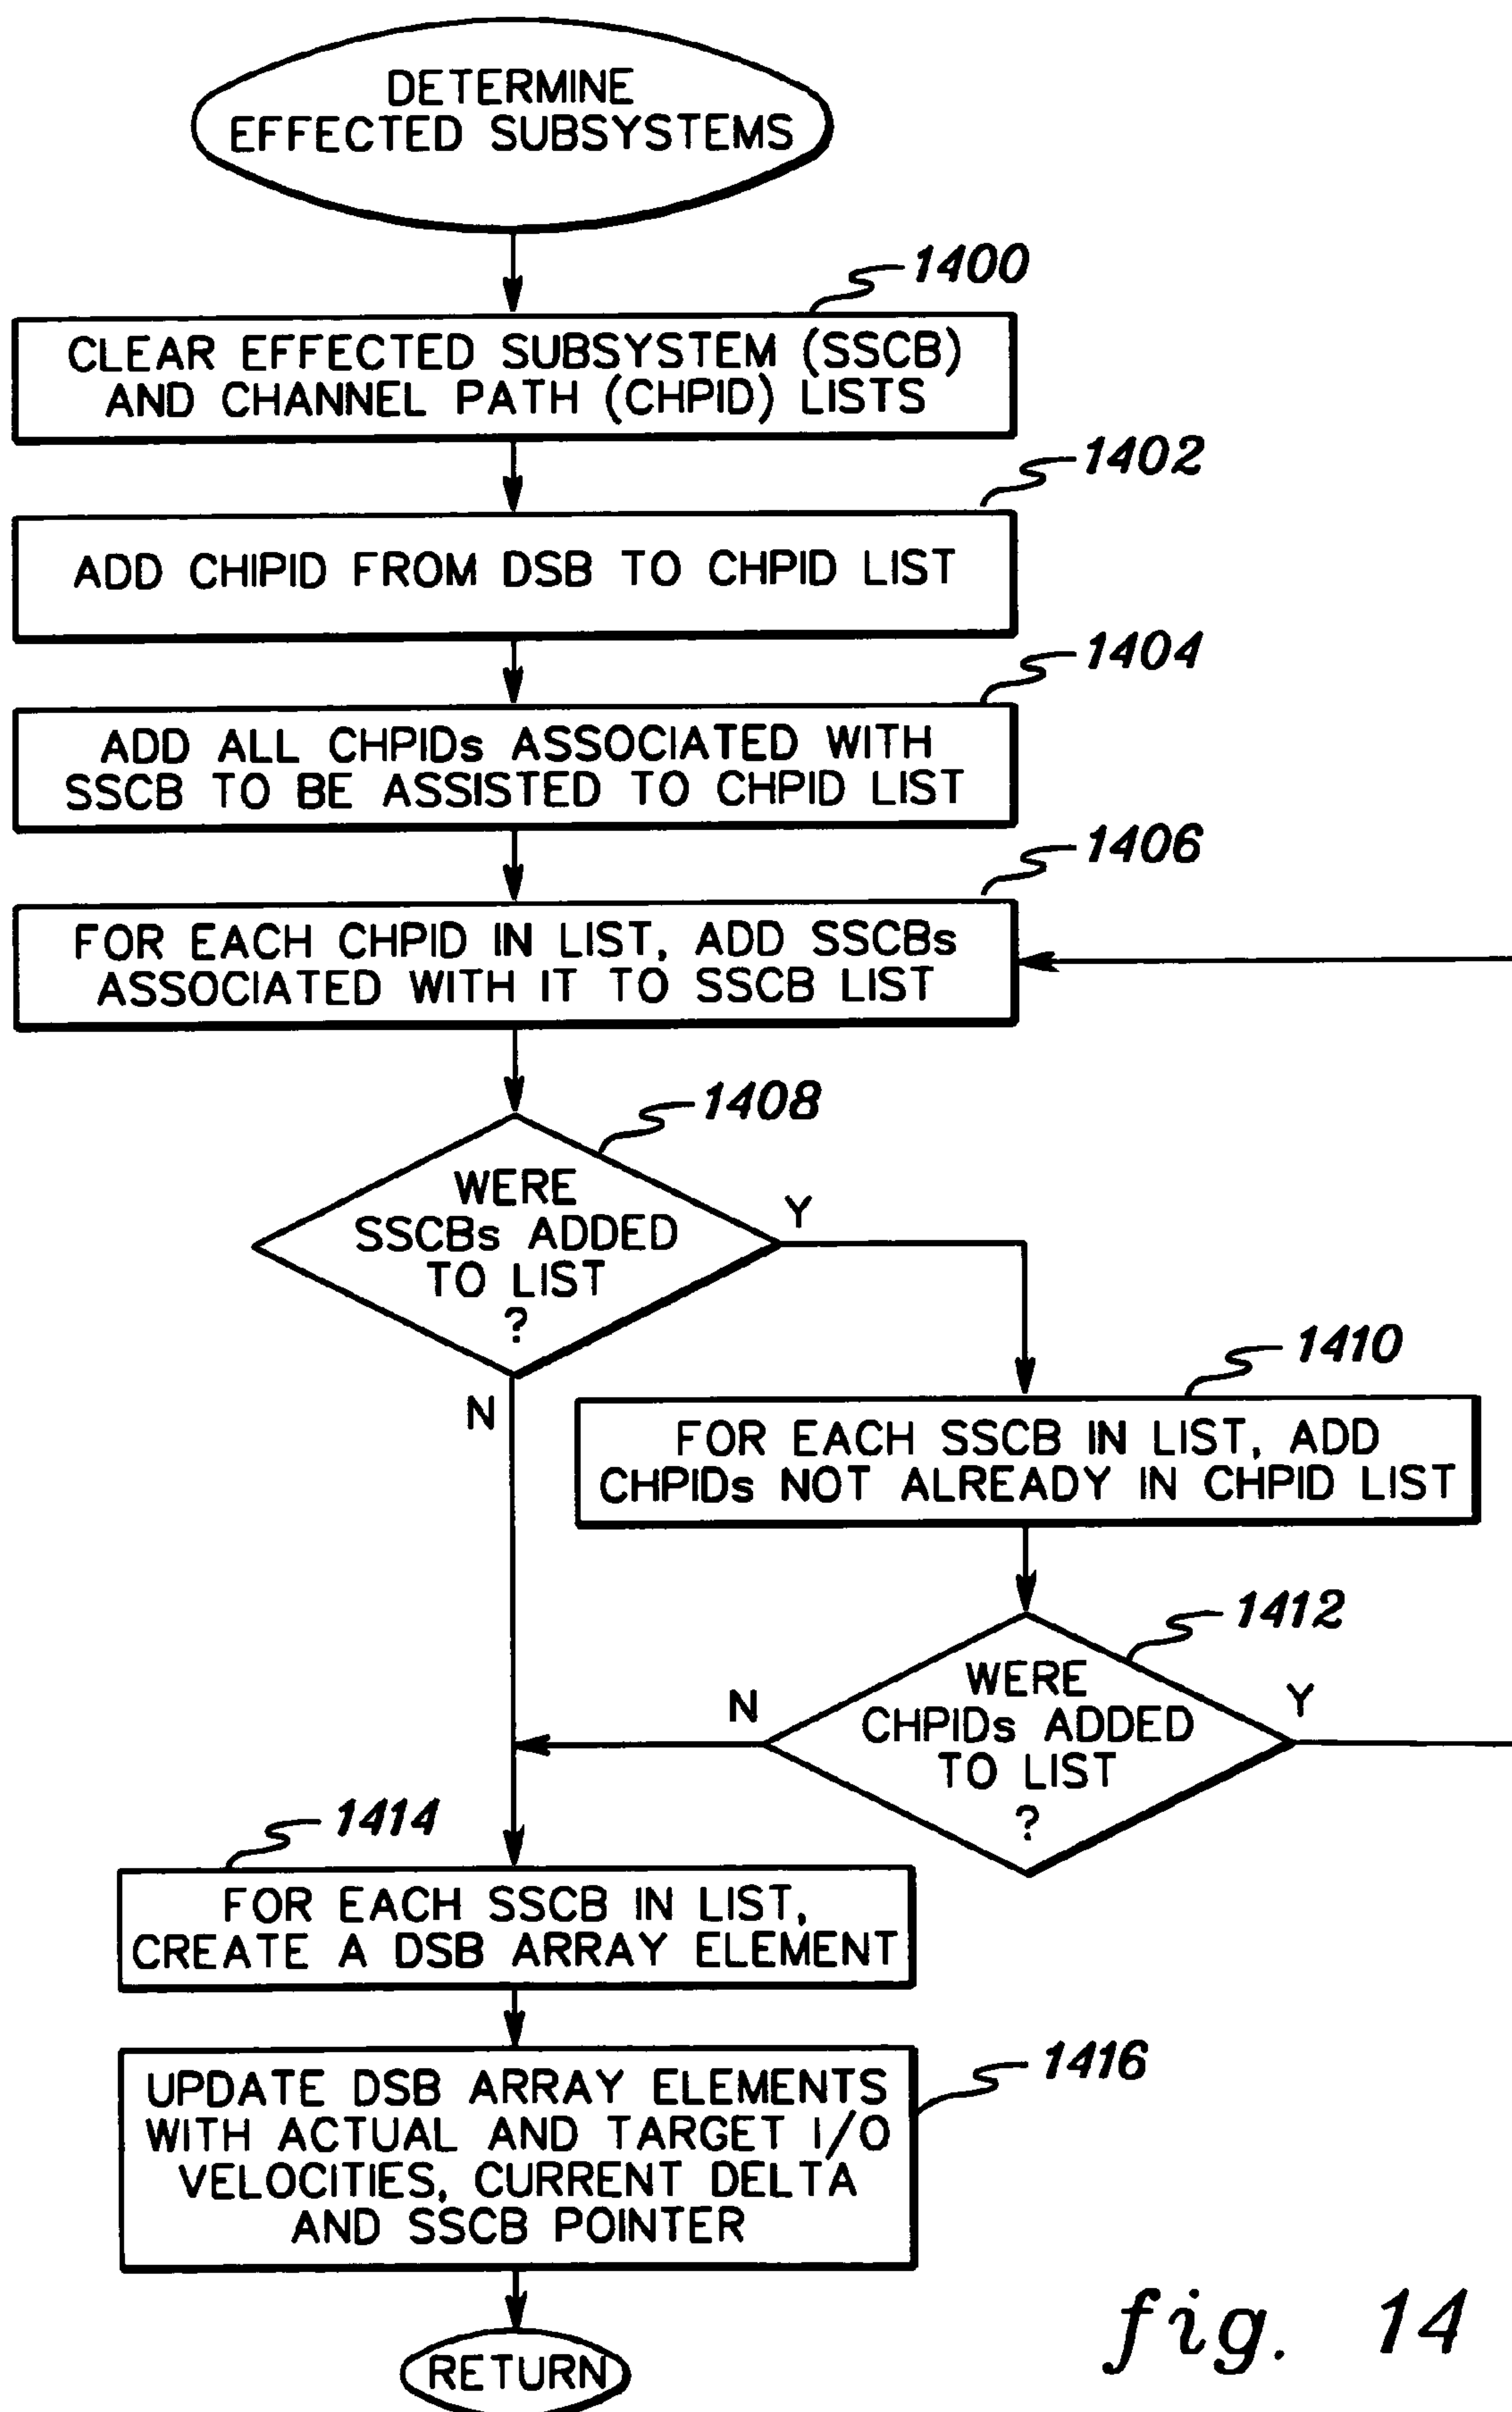 DETERMINE
EFFECTED SUBSYSTEMS
1400
CLEAR EFFECTED SUBSYSTEM (SSCB)
AND CHANNEL PATH (CHPID) LISTS
1402
ADD CHIPID FROM DSB TO CHPID LIST
1404
ADD ALL CHPIDs ASSOCIATED WITH
SSCB TO BE ASSISTED TO CHPID LIST
1406
FOR EACH CHPID IN LIST, ADD SSCBs
ASSOCIATED WITH IT TO SSCB LIST
1408
WERE
SSCBs ADDED
TO LIST
?
Y
N
1410
FOR EACH SSCB IN LIST, ADD
CHPIDs NOT ALREADY IN CHPID LIST
1412
WERE
CHPIDs ADDED
TO LIST
?
N
Y
1414
FOR EACH SSCB IN LIST,
CREATE A DSB ARRAY ELEMENT
1416
UPDATE DSB ARRAY ELEMENTS
WITH ACTUAL AND TARGET I/O
VELOCITIES, CURRENT DELTA
AND SSCB POINTER
RETURN
fig. 14